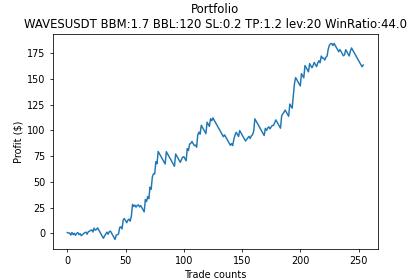 Portfolio
WAVESUSDT BBM:1.7 BBL:120 SL:0.2 TP:1.2 lev:20 WinRatio:44.0
175
150
125
100
75
50
25
0
Profit ($)
0 50 100 150 200 250
Trade counts